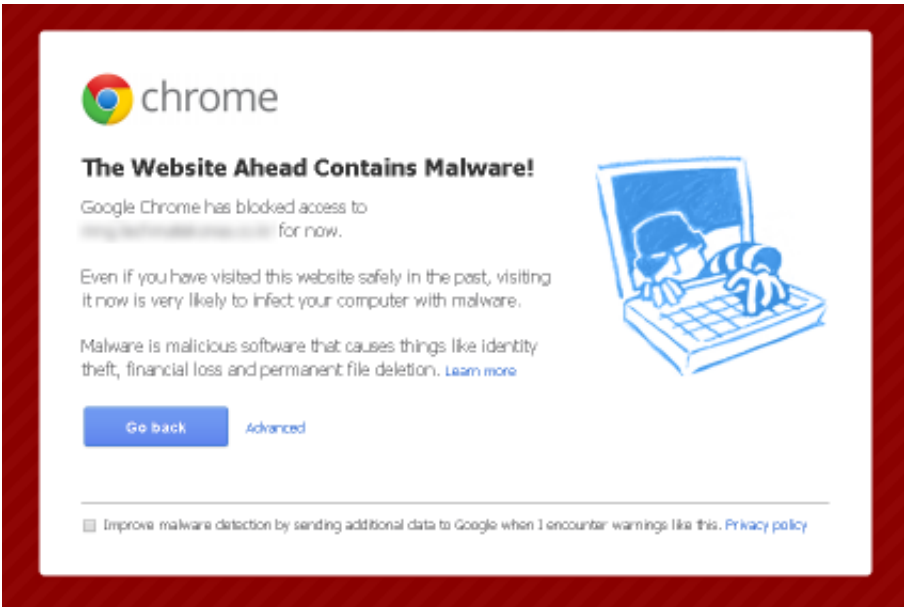 chrome
The Website Ahead Contains Malware!
Google Chrome has blocked access to
for now.
Even if you have visited this website safely in the past, visiting
it now is very likely to infect your computer with malware.
Malware is malicious software that causes things like identity
theft, financial loss and permanent file deletion. Learn more
Go back Advanced
Improve malware detection by sending additional data to Google when I encounter warnings like this. Privacy policy